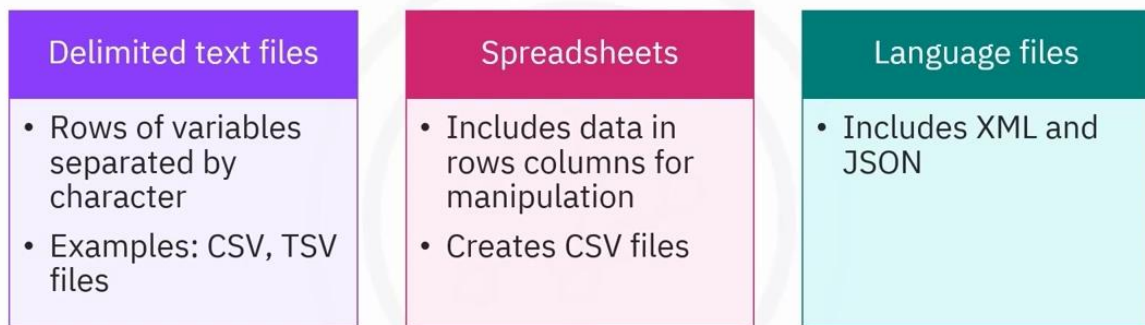 Delimited text files
• Rows of variables
separated by
character
• Examples: CSV, TSV
files
Spreadsheets
• Includes data in
rows columns for
manipulation
• Creates CSV files
Language files
• Includes XML and
JSON